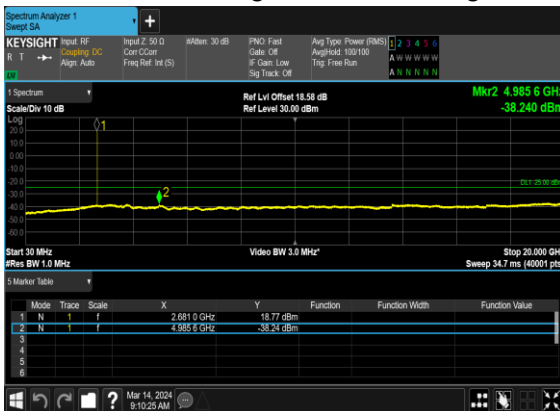 Spectrum Analyzer 1
Swept SA
+
KEYSIGHT Input: RF Input Z: 50 Ω #Atten: 30 dB PNO: Fast Avg Type: Power (RMS) 1 2 3 4 5 6
R T Coupling: DC Corr CCorr Gate: Off Avg|Hold: 100/100 A W W W W W
Align: Auto Freq Ref: Int (S) IF Gain: Low Trig: Free Run
LV Sig Track: Off A N N N N N
1 Spectrum Ref Lvl Offset 18.58 dB Mkr2 4.985 6 GHz
Scale/Div 10 dB Ref Level 30.00 dBm -38.240 dBm
Log
20.0 1
10.0
0.00
-10.0
-20.0 DL1 -25.00 dBm
-30.0 2
-40.0
-50.0
-60.0
Start 30 MHz Video BW 3.0 MHz* Stop 20.000 GH
#Res BW 1.0 MHz Sweep 34.7 ms (40001 pts
5 Marker Table
Mode Trace Scale X Y Function Function Width Function Value
1 N 1 f 2.681 0 GHz 18.77 dBm
2 N 1 f 4.985 6 GHz -38.24 dBm
3
4
5
6
? Mar 14, 2024
9:10:25 AM